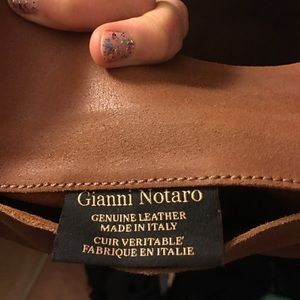 Gianni Notaro
GENUINE LEATHER
MADE IN ITALY
CUIR VERITABLE'
FABRIQUE EN ITALIE